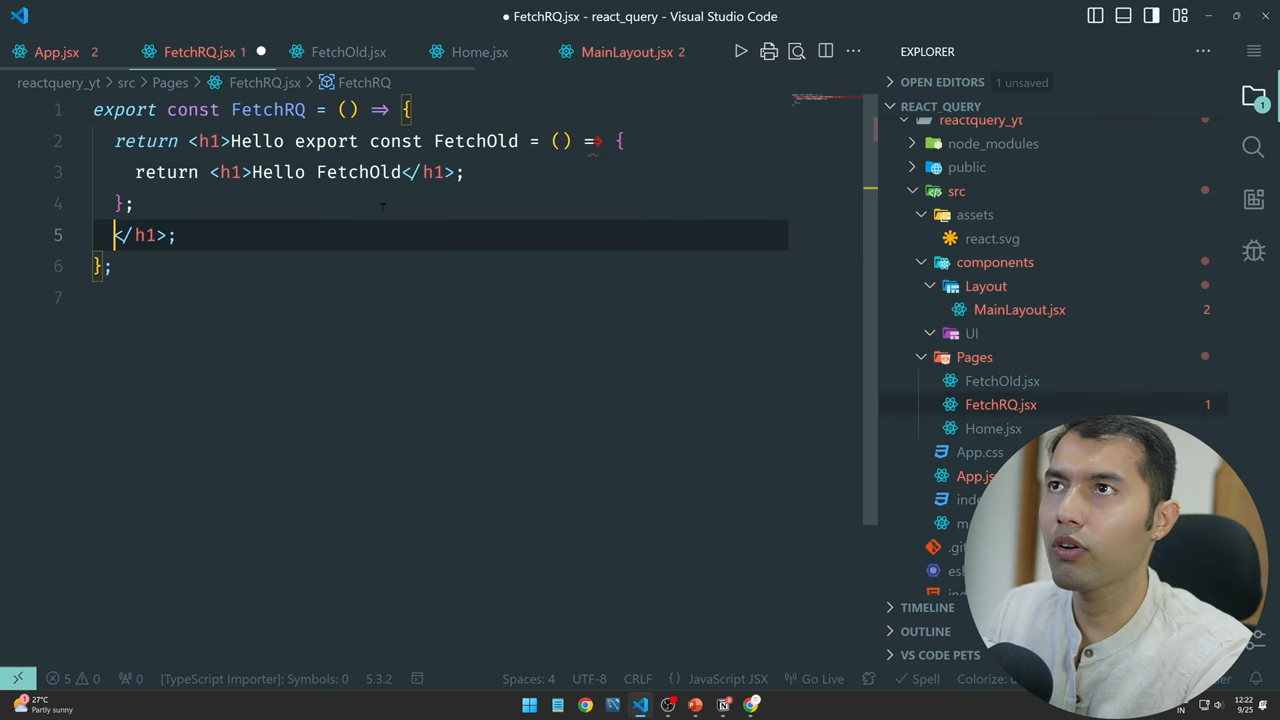 FetchRQ.jsx - react_query - Visual Studio Code
App.jsx 2
FetchRQ.jsx 1
FetchOld.jsx
Home.jsx
MainLayout.jsx 2
reactquery_yt > src > Pages > FetchRQ.jsx > FetchRQ
1 export const FetchRQ = () => {
2 return <h1>Hello export const FetchOld = () => {
3 return <h1>Hello FetchOld</h1>;
4 };
5 </h1>;
6 };
7
EXPLORER
OPEN EDITORS 1 unsaved
REACT_QUERY
reactquery_yt
node_modules
public
src
assets
react.svg
components
Layout
MainLayout.jsx 2
UI
Pages
FetchOld.jsx
FetchRQ.jsx 1
Home.jsx
App.css
App.js
TIMELINE
OUTLINE
VS CODE PETS
5 0 0 [TypeScript Importer]: Symbols: 0 5.3.2 Spaces: 4 UTF-8 CRLF {} JavaScript JSX Go Live Spell Colorize: 0
27°C
Partly sunny
IN
12:22
9/25
1